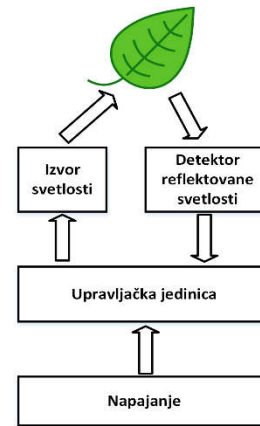 Izvor
svetlosti
Detektor
reflektovane
svetlosti
Upravljačka jedinica
Napajanje